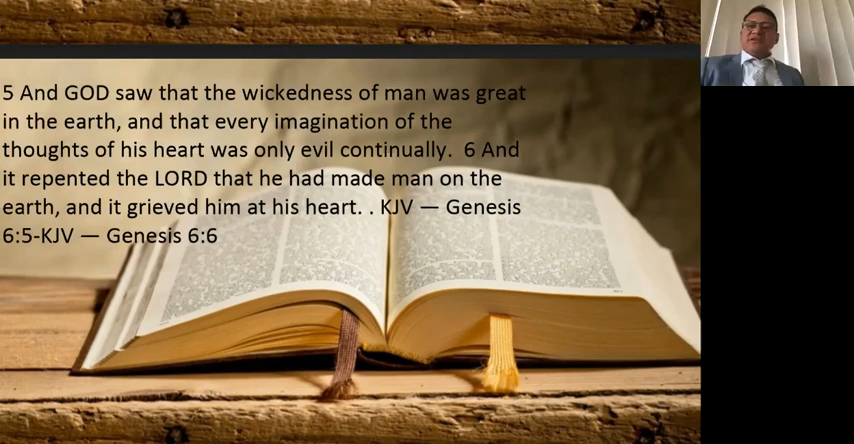 5 And GOD saw that the wickedness of man was great
in the earth, and that every imagination of the
thoughts of his heart was only evil continually.  6 And
it repented the LORD that he had made man on the
earth, and it grieved him at his heart. . KJV — Genesis
6:5-KJV — Genesis 6:6